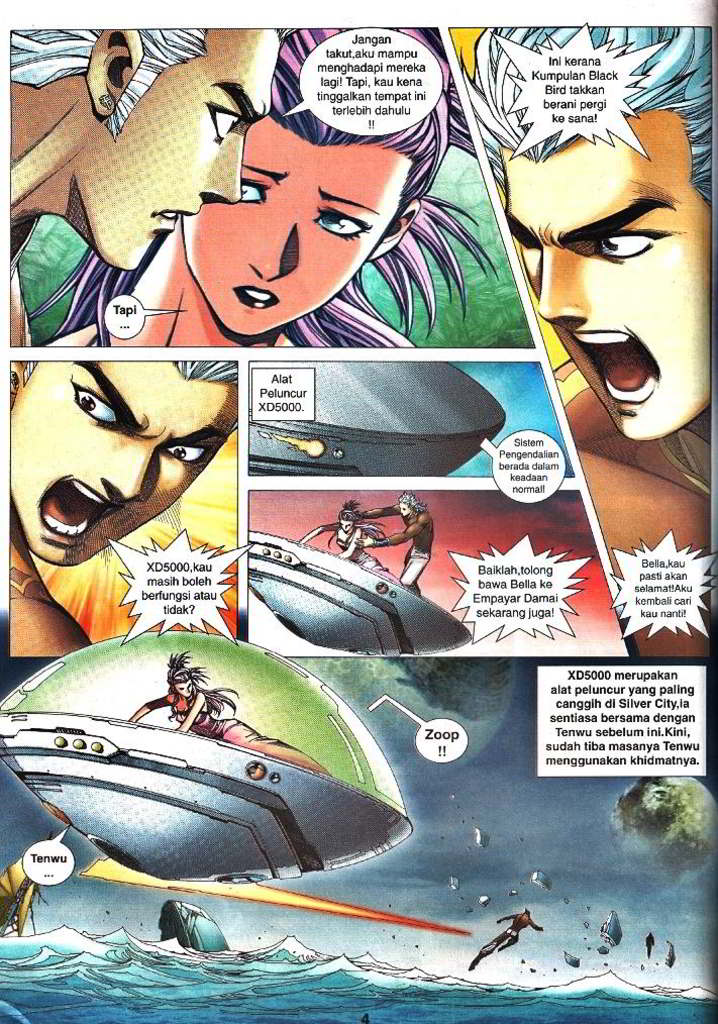 Jangan
takut,aku mampu
menghadapi mereka
lagi! Tapi, kau kena
tinggalkan tempat ini
terlebih dahulu
!!
Tapi
...
Ini kerana
Kumpulan Black
Bird takkan
berani pergi
ke sana!
XD5000,kau
masih boleh
berfungsi atau
tidak?
Alat
Peluncur
XD5000.
Sistem
Pengendalian
berada dalam
keadaan
normal!
Baiklah,tolong
bawa Bella ke
Empayar Damai
sekarang juga!
Bella,kau
pasti akan
selamat!Aku
kembali cari
kau nanti!
XD5000 merupakan
alat peluncur yang paling
canggih di Silver City,ia
sentiasa bersama dengan
Tenwu sebelum ini.Kini,
sudah tiba masanya Tenwu
menggunakan khidmatnya.
Zoop
!!
Tenwu
...
4